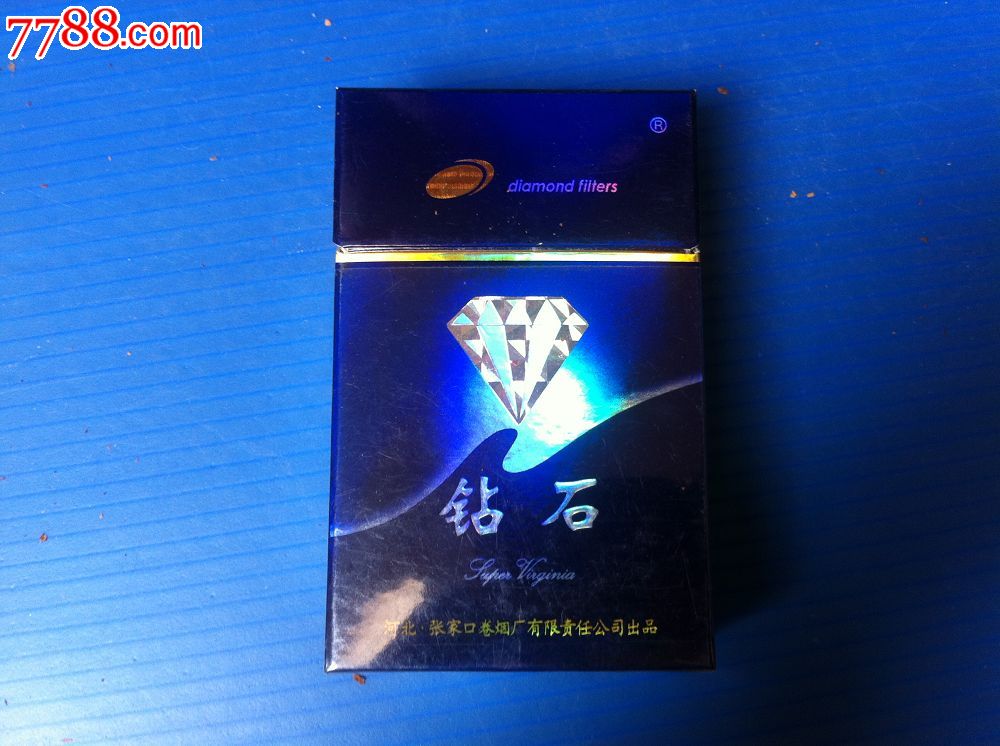 7788.com
®
diamond filters
钻石
Super Virginia
河北·张家口卷烟厂有限责任公司出品